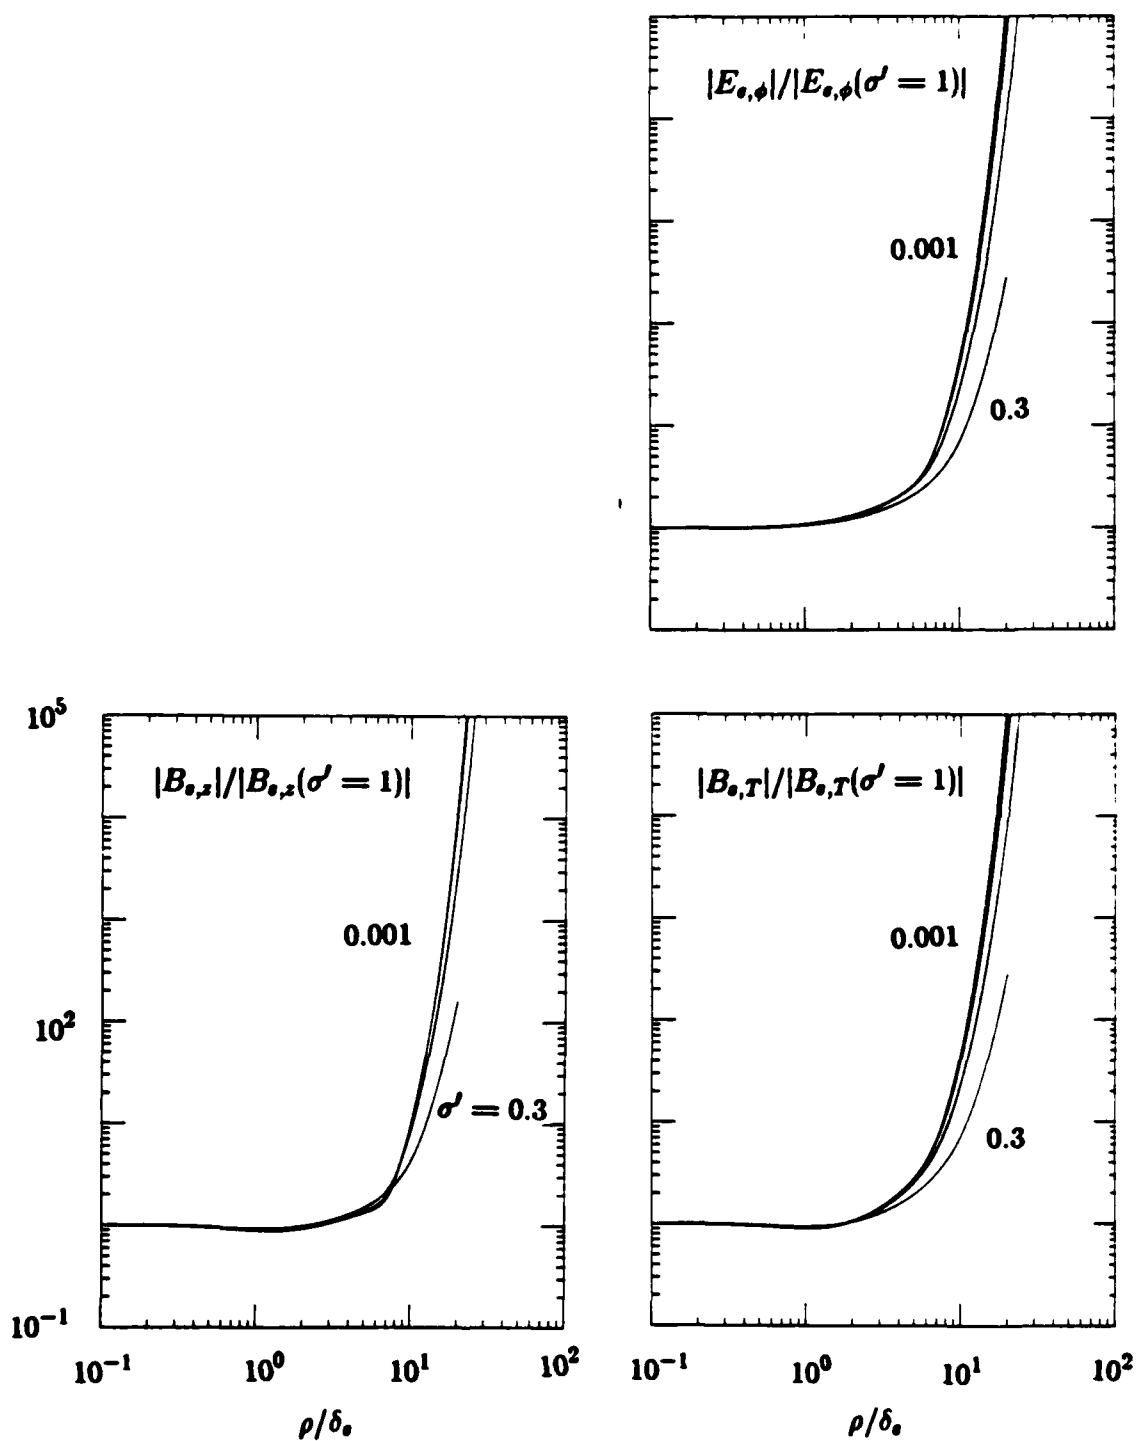 |E_{e,ϕ}|/|E_{e,ϕ}(σ′ = 1)|
0.001
0.3
10^5
|B_{e,z}|/|B_{e,z}(σ′ = 1)|
|B_{e,T}|/|B_{e,T}(σ′ = 1)|
0.001
0.001
10^2
σ′ = 0.3
0.3
10^{-1}
10^{-1} 10^0 10^1 10^2
10^{-1} 10^0 10^1 10^2
ρ/δ_e
ρ/δ_e